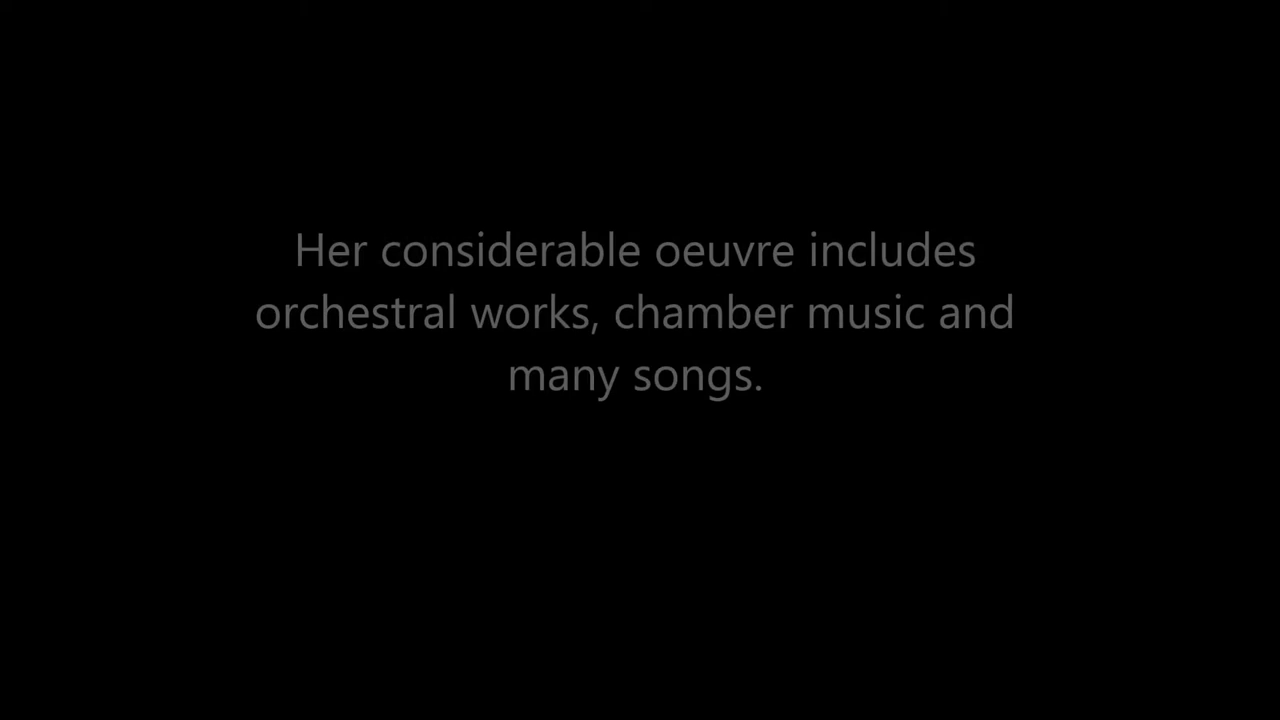 Her considerable oeuvre includes
orchestral works, chamber music and
many songs.